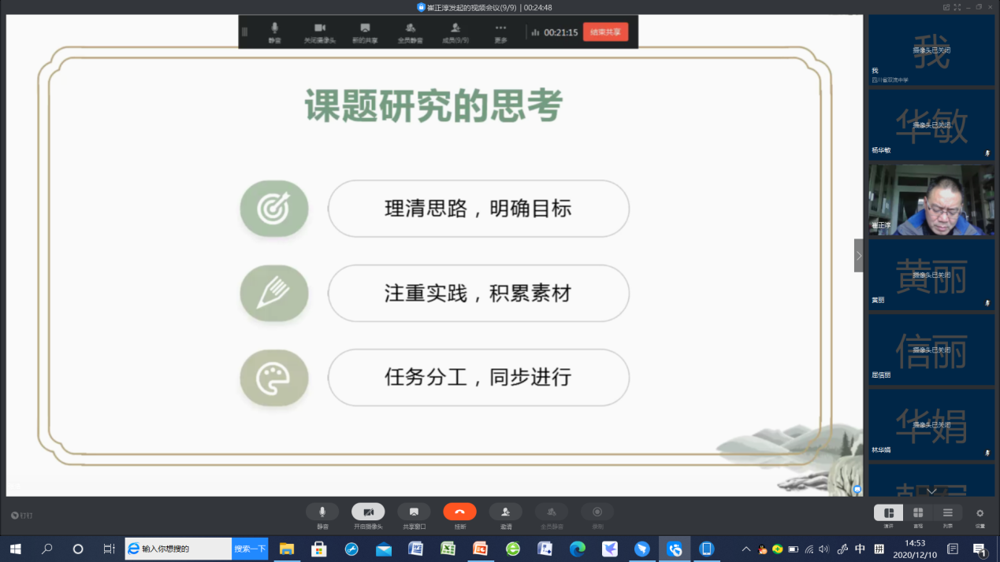 崔正淳发起的视频会议(9/9) | 00:24:48
静音
关闭摄像头
新的共享
全员静音
成员(9/9)
更多
00:21:15
结束共享
课题研究的思考
理清思路，明确目标
注重实践，积累素材
任务分工，同步进行
我
摄像头已关闭
我
四川省双流中学
华敏
摄像头已关闭
杨华敏
崔正淳
黄丽
摄像头已关闭
黄丽
信丽
摄像头已关闭
屈信丽
华娟
摄像头已关闭
林华娟
钉钉
静音
开启摄像头
共享窗口
挂断
邀请
全员静音
录制
演讲
宫格
列表
设置
输入你想搜的
搜索一下
中
拼
14:53
2020/12/10
1